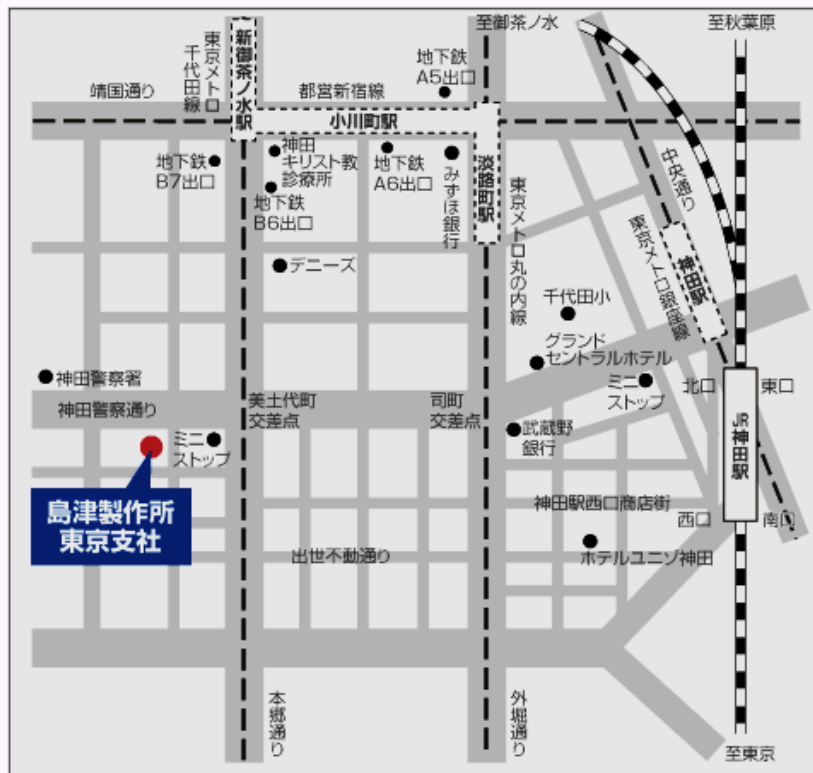 至御茶ノ水
至秋葉原
東京メトロ
千代田線
新御茶ノ水駅
地下鉄
A5出口
靖国通り
都営新宿線
小川町駅
地下鉄
B7出口
神田
キリスト教
診療所
地下鉄
B6出口
地下鉄
A6出口
みずほ銀行
淡路町駅
東京メトロ丸の内線
中央通り
東京メトロ銀座線
神田駅
デニーズ
千代田小
グランド
セントラルホテル
神田警察署
神田警察通り
美土代町
交差点
司町
交差点
ミニ
ストップ
北口
東口
JR神田駅
ミニ
ストップ
武蔵野
銀行
島津製作所
東京支社
神田駅西口商店街
西口
南口
出世不動通り
ホテルユニゾ神田
本郷通り
外堀通り
至東京